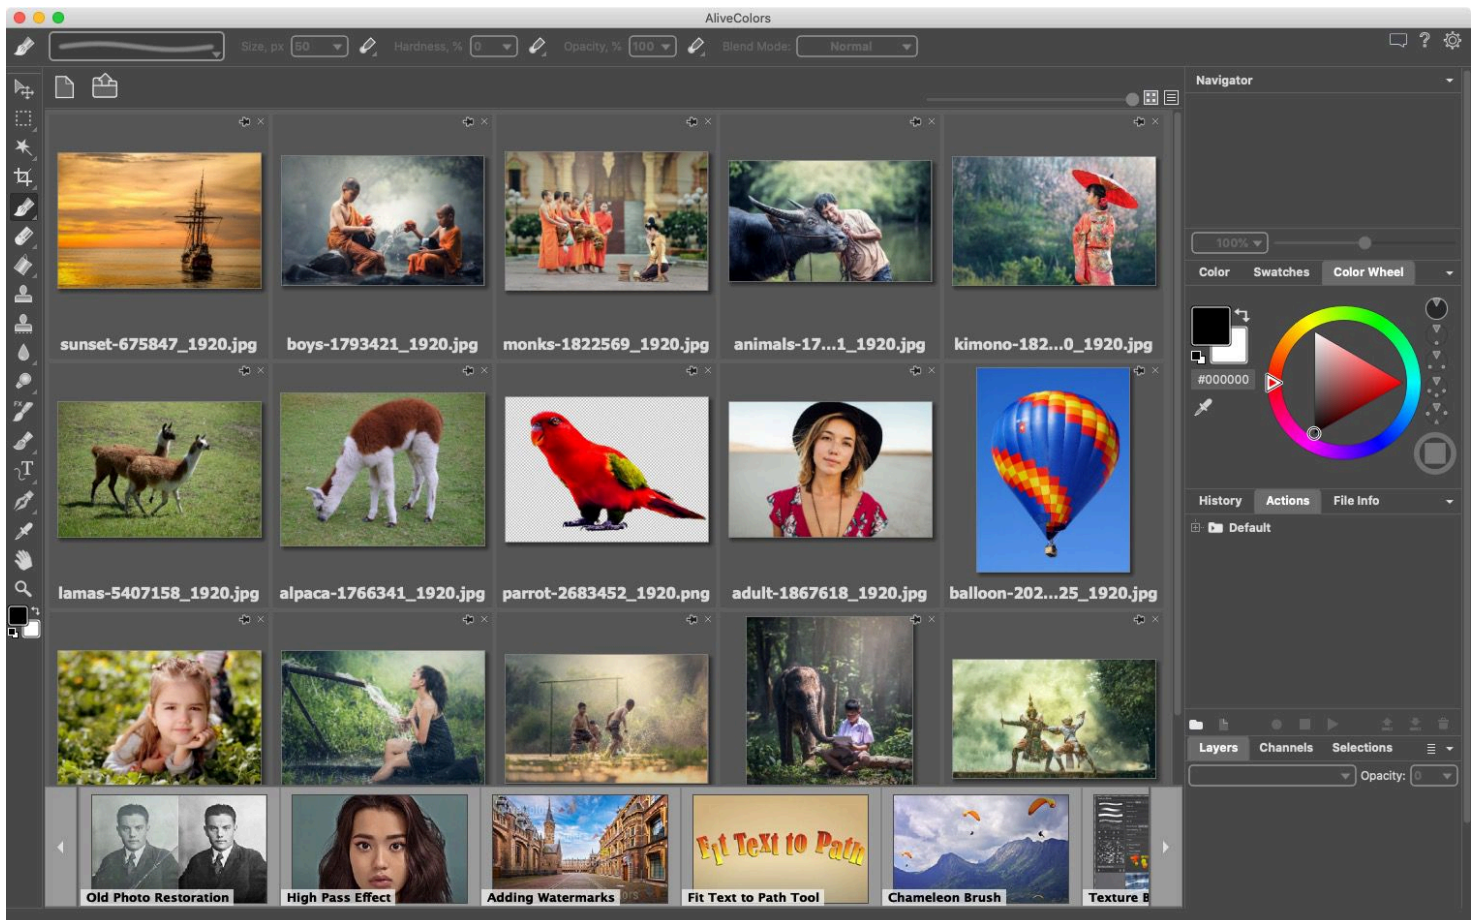 AliveColors
Size, px 50 Hardness, % 0 Opacity, % 100 Blend Mode: Normal
?
Navigator
100%
Color Swatches Color Wheel
#000000
History Actions File Info
Default
Layers Channels Selections
Opacity: 0
FX
T
sunset-675847_1920.jpg boys-1793421_1920.jpg monks-1822569_1920.jpg animals-17...1_1920.jpg kimono-182...0_1920.jpg
lamas-5407158_1920.jpg alpaca-1766341_1920.jpg parrot-2683452_1920.png adult-1867618_1920.jpg balloon-202...25_1920.jpg
Fit Text to Path
Old Photo Restoration High Pass Effect Adding Watermarks Fit Text to Path Tool Chameleon Brush Texture B